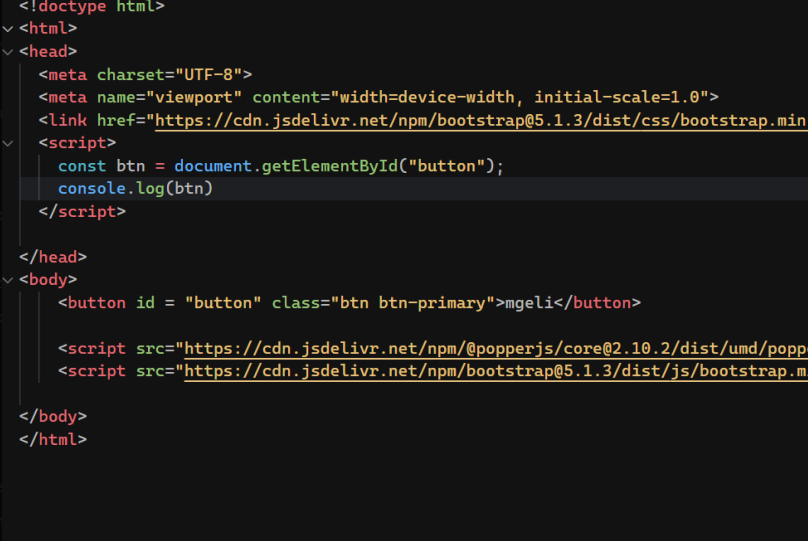 <!doctype html>
<html>
<head>
<meta charset="UTF-8">
<meta name="viewport" content="width=device-width, initial-scale=1.0">
<link href="https://cdn.jsdelivr.net/npm/bootstrap@5.1.3/dist/css/bootstrap.min
<script>
const btn = document.getElementById("button");
console.log(btn)
</script>
</head>
<body>
<button id = "button" class="btn btn-primary">mgeli</button>
<script src="https://cdn.jsdelivr.net/npm/@popperjs/core@2.10.2/dist/umd/poppe
<script src="https://cdn.jsdelivr.net/npm/bootstrap@5.1.3/dist/js/bootstrap.m
</body>
</html>